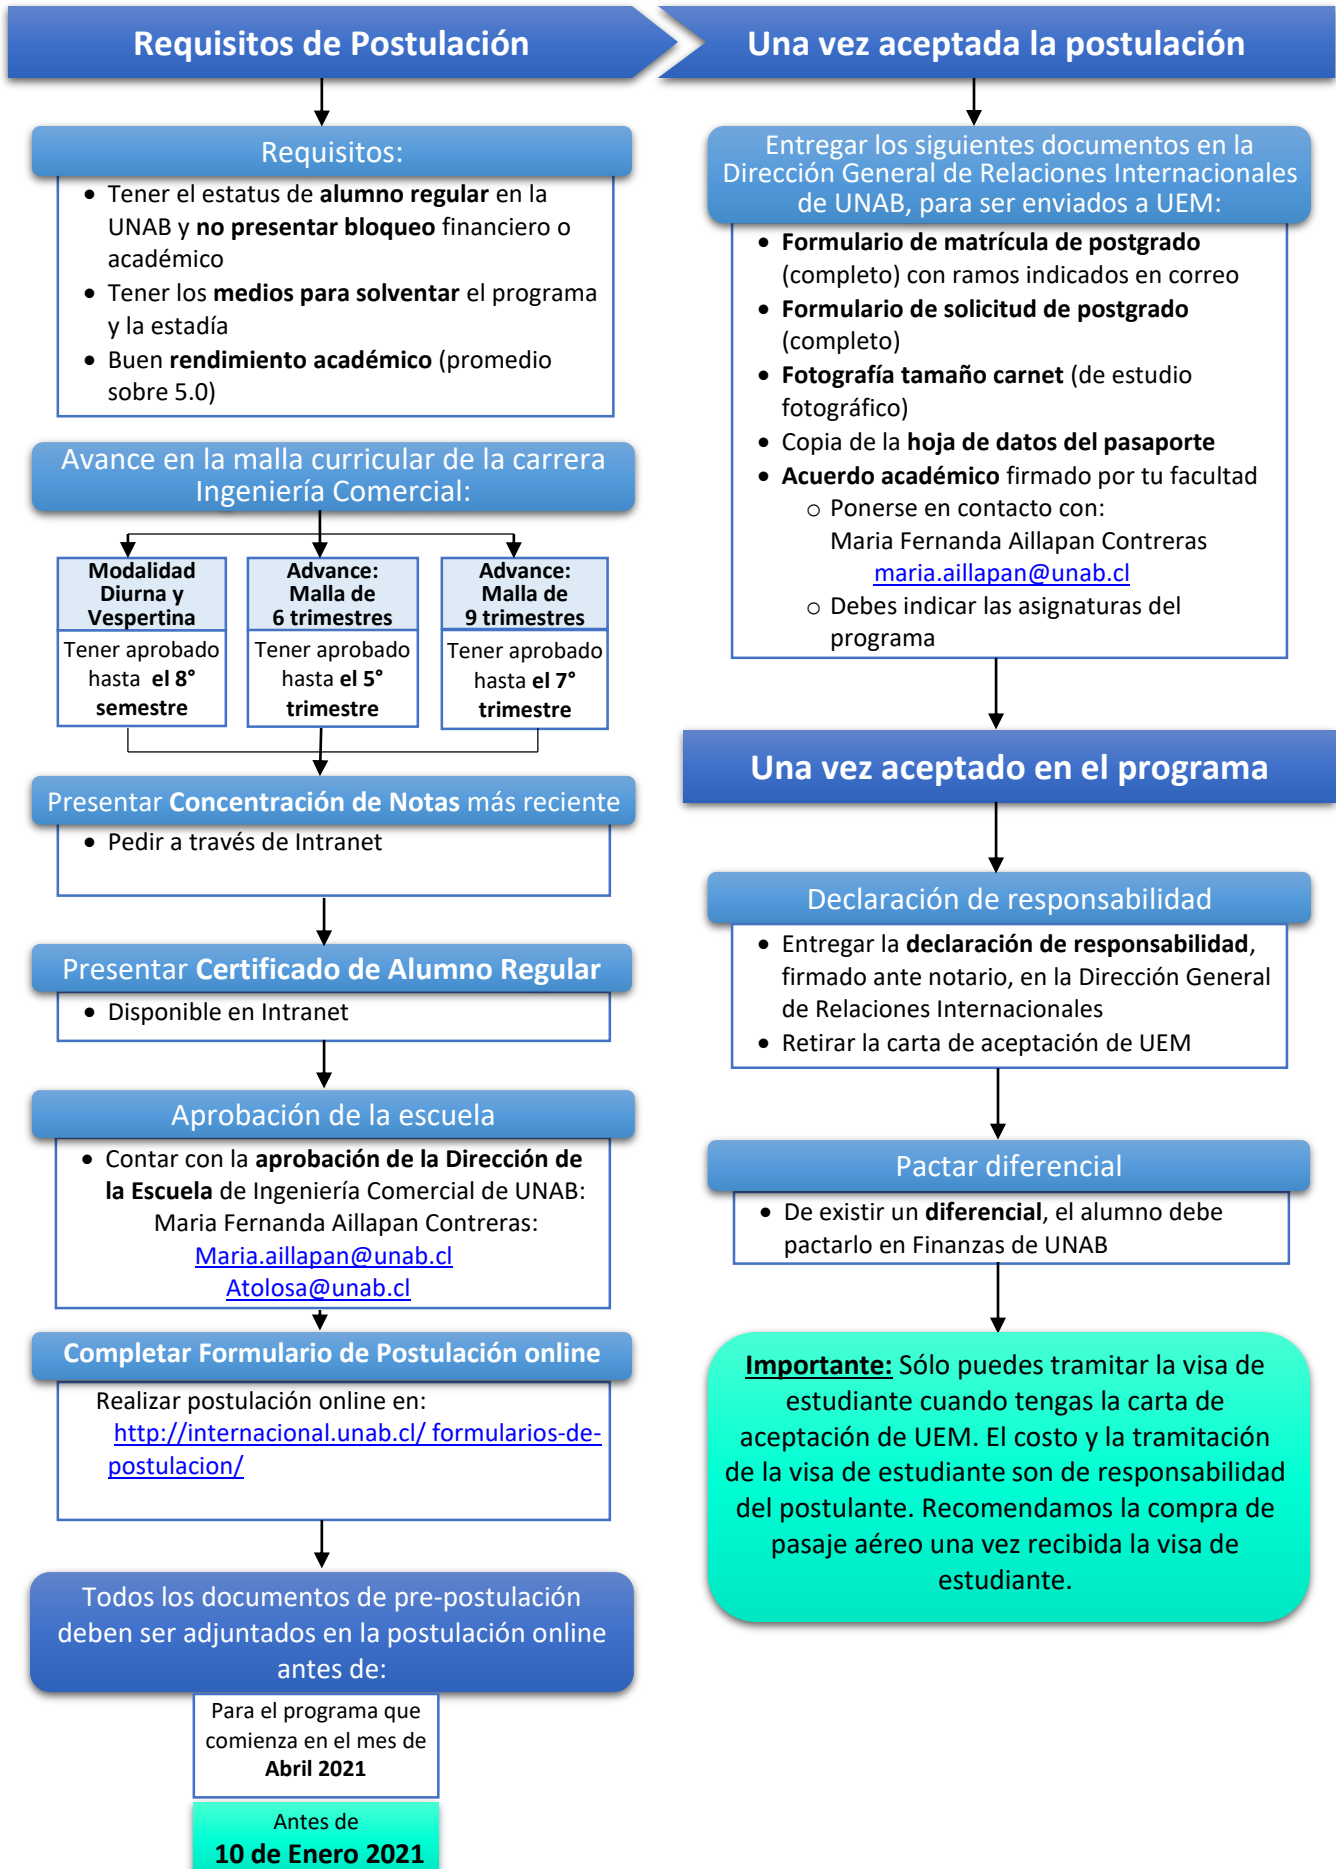 Requisitos de Postulación
Requisitos:
• Tener el estatus de alumno regular en la
UNAB y no presentar bloqueo financiero o
académico
• Tener los medios para solventar el programa
y la estadía
• Buen rendimiento académico (promedio
sobre 5.0)
Avance en la malla curricular de la carrera
Ingeniería Comercial:
Modalidad
Diurna y
Vespertina
Tener aprobado
hasta el 8°
semestre
Advance:
Malla de
6 trimestres
Tener aprobado
hasta el 5°
trimestre
Advance:
Malla de
9 trimestres
Tener aprobado
hasta el 7°
trimestre
Presentar Concentración de Notas más reciente
• Pedir a través de Intranet
Presentar Certificado de Alumno Regular
• Disponible en Intranet
Aprobación de la escuela
• Contar con la aprobación de la Dirección de
la Escuela de Ingeniería Comercial de UNAB:
Maria Fernanda Aillapan Contreras:
Maria.aillapan@unab.cl
Atolosa@unab.cl
Completar Formulario de Postulación online
Realizar postulación online en:
http://internacional.unab.cl/ formularios-de-
postulacion/
Todos los documentos de pre-postulación
deben ser adjuntados en la postulación online
antes de:
Para el programa que
comienza en el mes de
Abril 2021
Antes de
10 de Enero 2021
Una vez aceptada la postulación
Entregar los siguientes documentos en la
Dirección General de Relaciones Internacionales
de UNAB, para ser enviados a UEM:
• Formulario de matrícula de postgrado
(completo) con ramos indicados en correo
• Formulario de solicitud de postgrado
(completo)
• Fotografía tamaño carnet (de estudio
fotográfico)
• Copia de la hoja de datos del pasaporte
• Acuerdo académico firmado por tu facultad
o Ponerse en contacto con:
Maria Fernanda Aillapan Contreras
maria.aillapan@unab.cl
o Debes indicar las asignaturas del
programa
Una vez aceptado en el programa
Declaración de responsabilidad
• Entregar la declaración de responsabilidad,
firmado ante notario, en la Dirección General
de Relaciones Internacionales
• Retirar la carta de aceptación de UEM
Pactar diferencial
• De existir un diferencial, el alumno debe
pactarlo en Finanzas de UNAB
Importante: Sólo puedes tramitar la visa de
estudiante cuando tengas la carta de
aceptación de UEM. El costo y la tramitación
de la visa de estudiante son de responsabilidad
del postulante. Recomendamos la compra de
pasaje aéreo una vez recibida la visa de
estudiante.